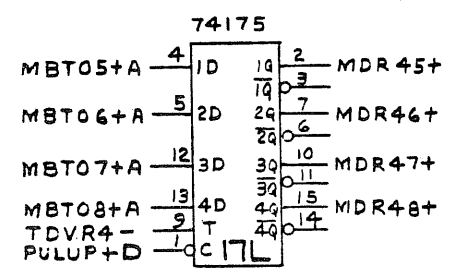 74175
MBT05+A 4 1D 1Q 2 MDR45+
1Q 3
MBT06+A 5 2D 2Q 7 MDR46+
2Q 6
MBT07+A 12 3D 3Q 10 MDR47+
3Q 11
MBT08+A 13 4D 4Q 15 MDR48+
TDVR4- 9 T 4Q 14
PULUP+D 1 C 17L